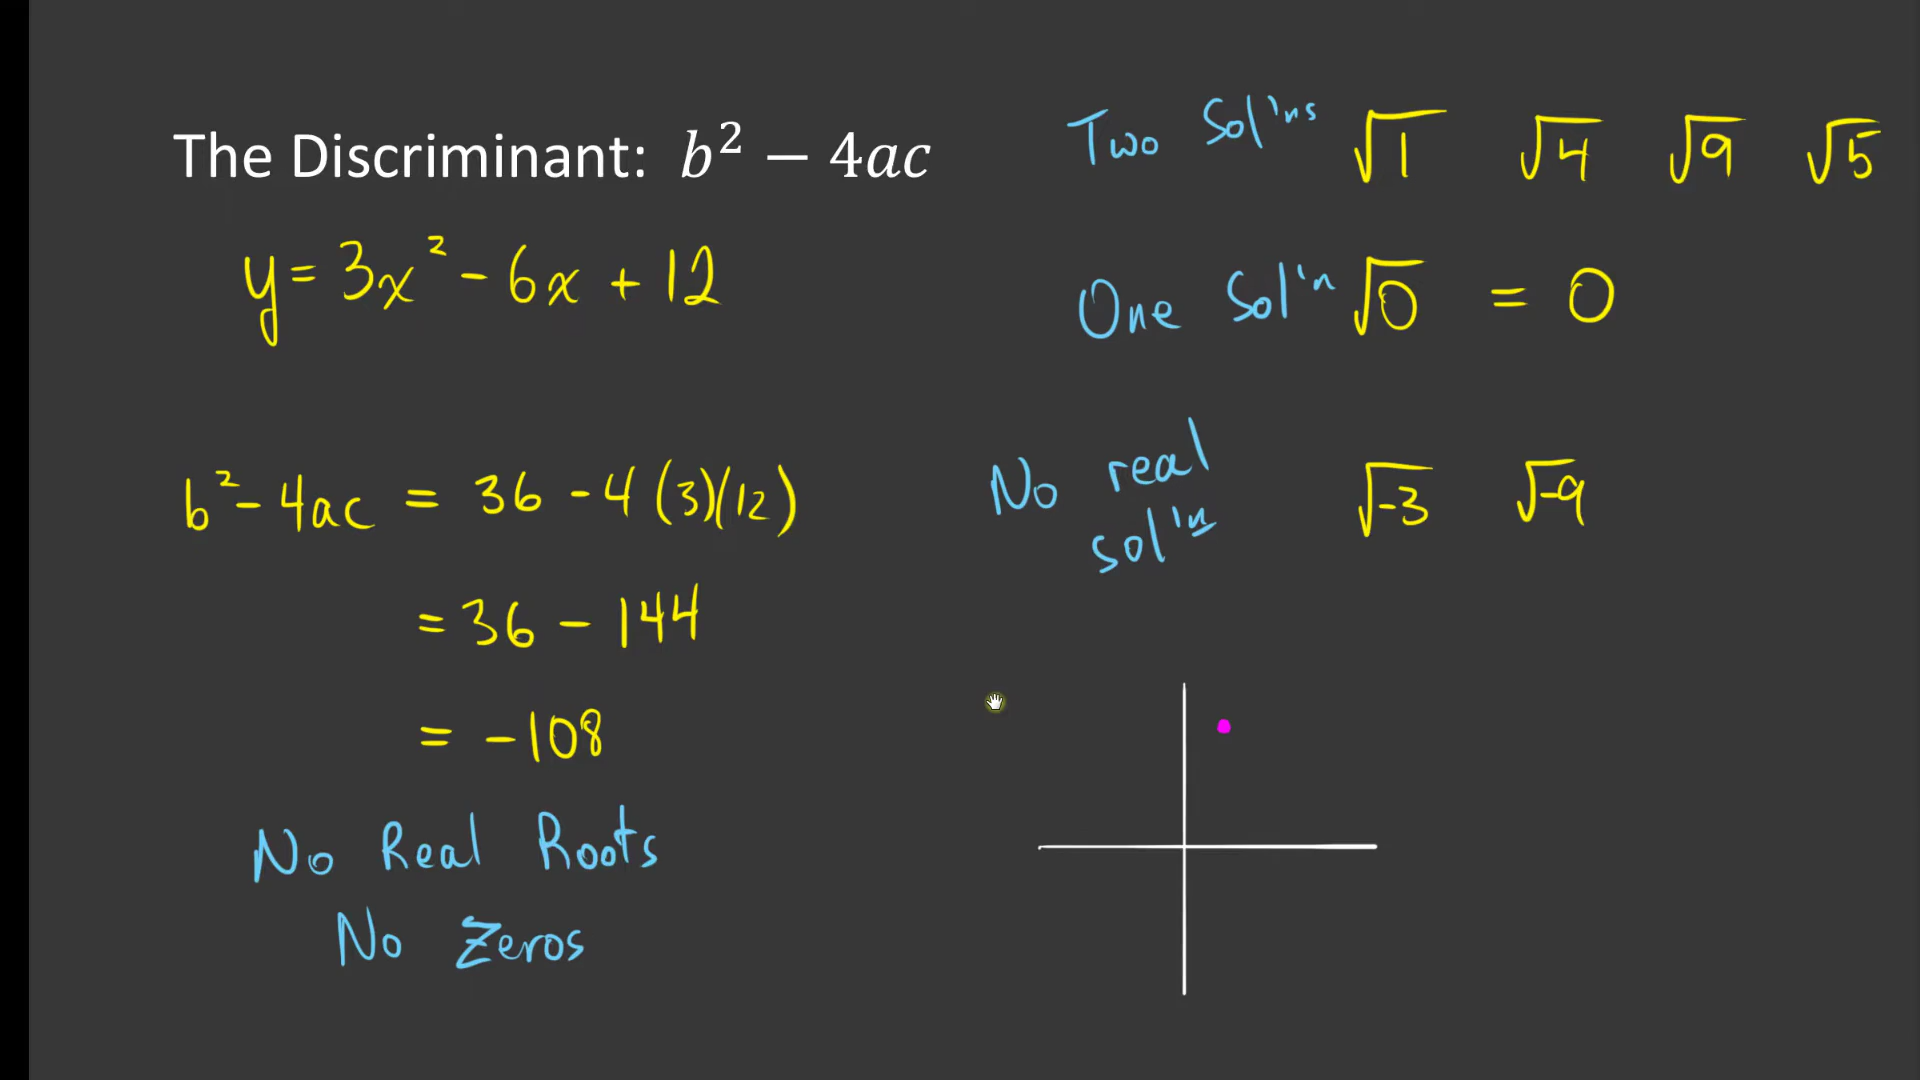 The Discriminant: b² − 4ac
y = 3x² - 6x + 12
b² - 4ac = 36 - 4(3)(12)
= 36 - 144
= -108
No Real Roots
No Zeros
Two Sol'ns √1 √4 √9 √5
One Sol'n √0 = 0
No real
sol'n √-3 √-9